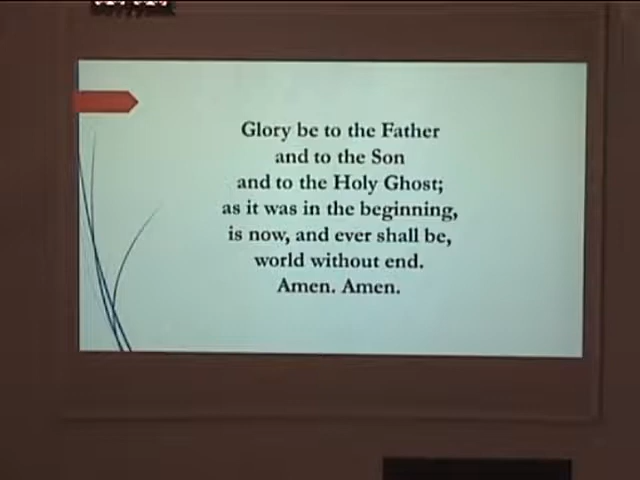 Glory be to the Father
and to the Son
and to the Holy Ghost;
as it was in the beginning,
is now, and ever shall be,
world without end.
Amen. Amen.